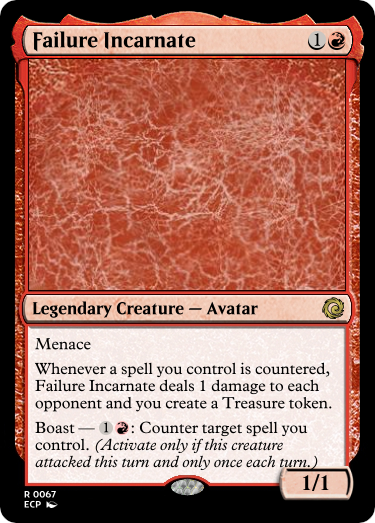 Failure Incarnate 1
Legendary Creature — Avatar
Menace
Whenever a spell you control is countered,
Failure Incarnate deals 1 damage to each
opponent and you create a Treasure token.
Boast — 1 : Counter target spell you
control. (Activate only if this creature
attacked this turn and only once each turn.)
1/1
R 0067
ECP